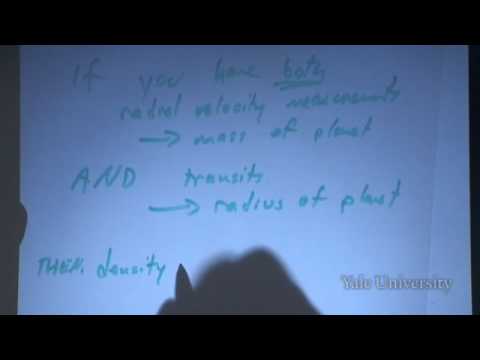 If you have both
radial velocity measurements
→ mass of planet
AND transits
→ radius of planet
THEN: density
Yale University